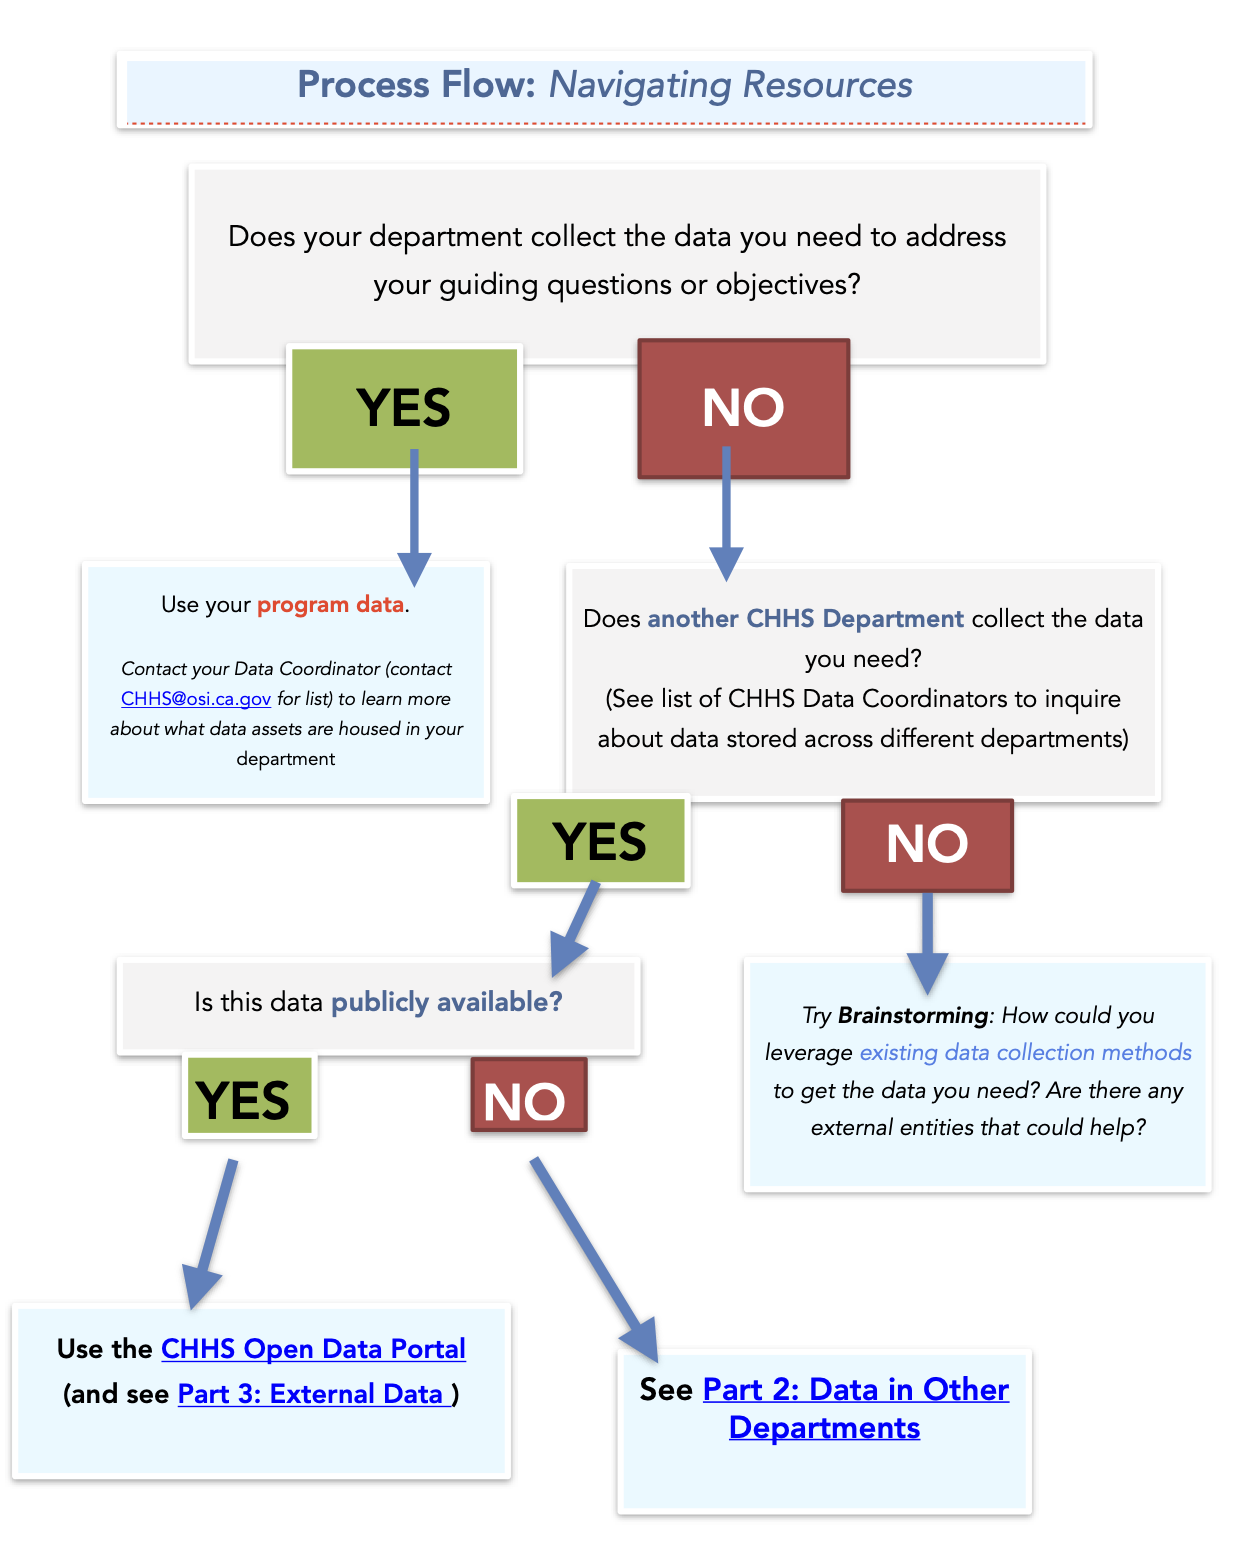 Process Flow: Navigating Resources
Does your department collect the data you need to address
your guiding questions or objectives?
YES
NO
Use your program data.
Contact your Data Coordinator (contact
CHHS@osi.ca.gov for list) to learn more
about what data assets are housed in your
department
Does another CHHS Department collect the data
you need?
(See list of CHHS Data Coordinators to inquire
about data stored across different departments)
YES
NO
Is this data publicly available?
YES
NO
Try Brainstorming: How could you
leverage existing data collection methods
to get the data you need? Are there any
external entities that could help?
Use the CHHS Open Data Portal
(and see Part 3: External Data )
See Part 2: Data in Other
Departments